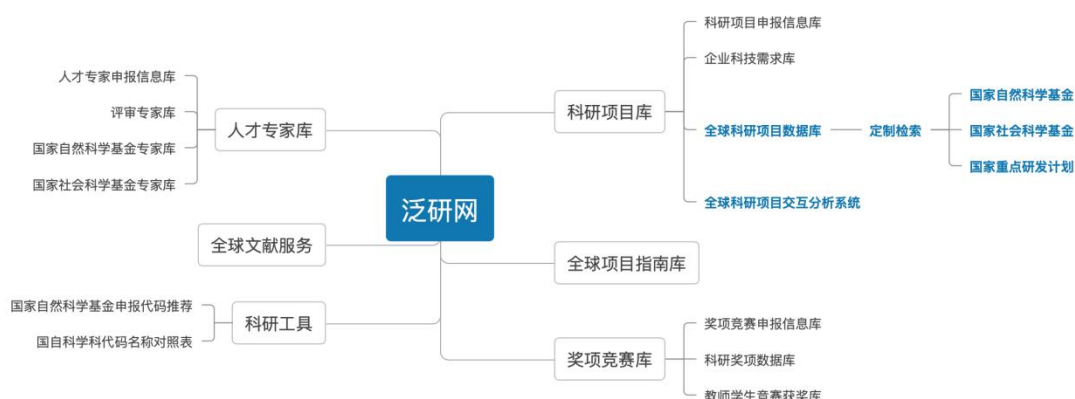 泛研网
人才专家库
人才专家申报信息库
评审专家库
国家自然科学基金专家库
国家社会科学基金专家库
全球文献服务
科研工具
国家自然科学基金申报代码推荐
国自科学科代码名称对照表
科研项目库
科研项目申报信息库
企业科技需求库
全球科研项目数据库
定制检索
国家自然科学基金
国家社会科学基金
国家重点研发计划
全球科研项目交互分析系统
全球项目指南库
奖项竞赛库
奖项竞赛申报信息库
科研奖项数据库
教师学生竞赛获奖库